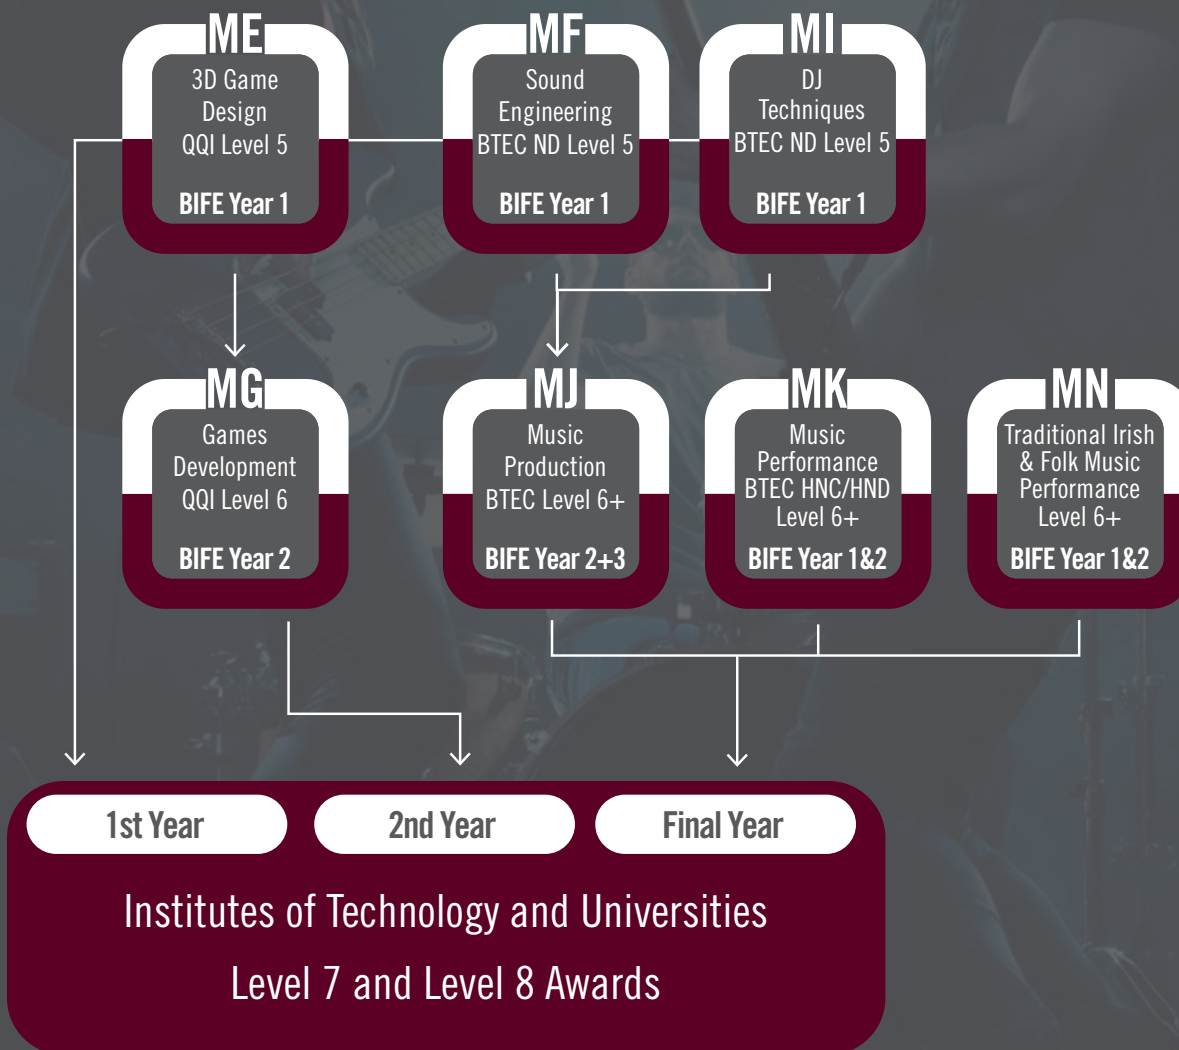 ME
3D Game
Design
QQI Level 5
BIFE Year 1
MF
Sound
Engineering
BTEC ND Level 5
BIFE Year 1
MI
DJ
Techniques
BTEC ND Level 5
BIFE Year 1
MG
Games
Development
QQI Level 6
BIFE Year 2
MJ
Music
Production
BTEC Level 6+
BIFE Year 2+3
MK
Music
Performance
BTEC HNC/HND
Level 6+
BIFE Year 1&2
MN
Traditional Irish
& Folk Music
Performance
Level 6+
BIFE Year 1&2
1st Year
2nd Year
Final Year
Institutes of Technology and Universities
Level 7 and Level 8 Awards